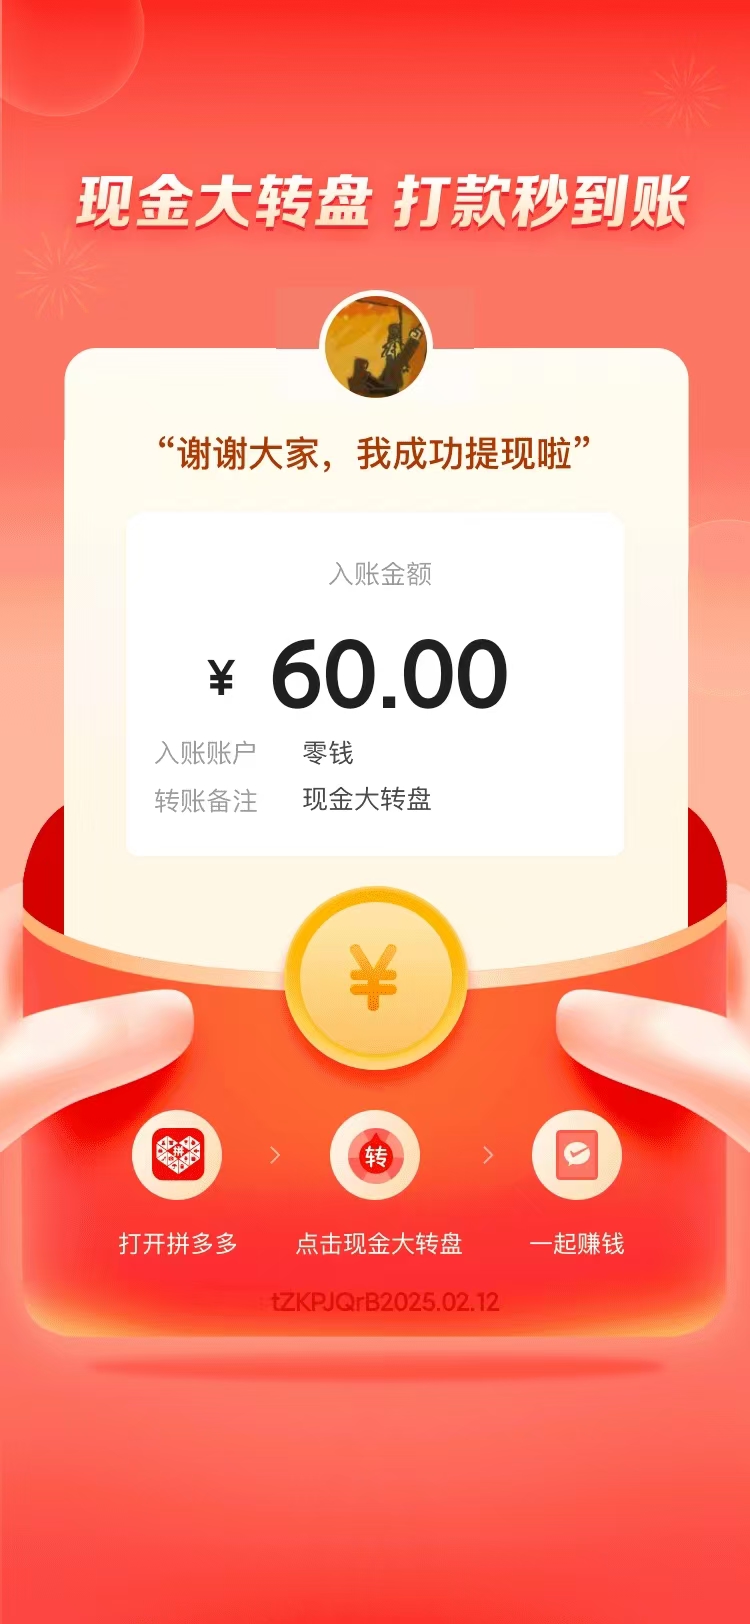 现金大转盘 打款秒到账
“谢谢大家，我成功提现啦”
入账金额
¥ 60.00
入账账户 零钱
转账备注 现金大转盘
¥
拼
转
打开拼多多
点击现金大转盘
一起赚钱
tZKPJQrB2025.02.12